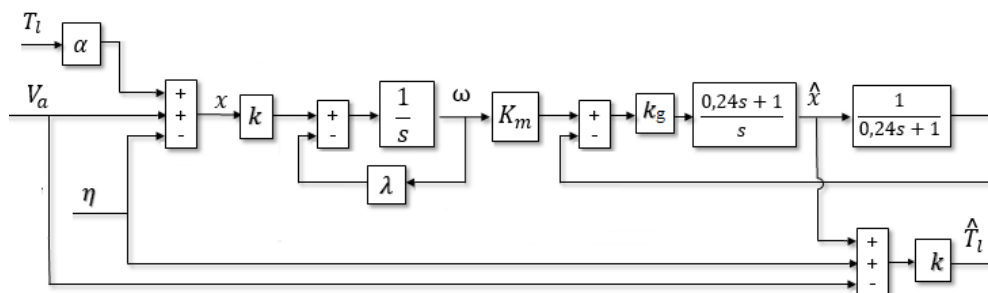 T_l
α
V_a
+
+
-
x
k
+
-
1
s
ω
λ
K_m
+
-
k_g
0,24s + 1
s
x̂
1
0,24s + 1
η
+
+
-
k
T̂_l